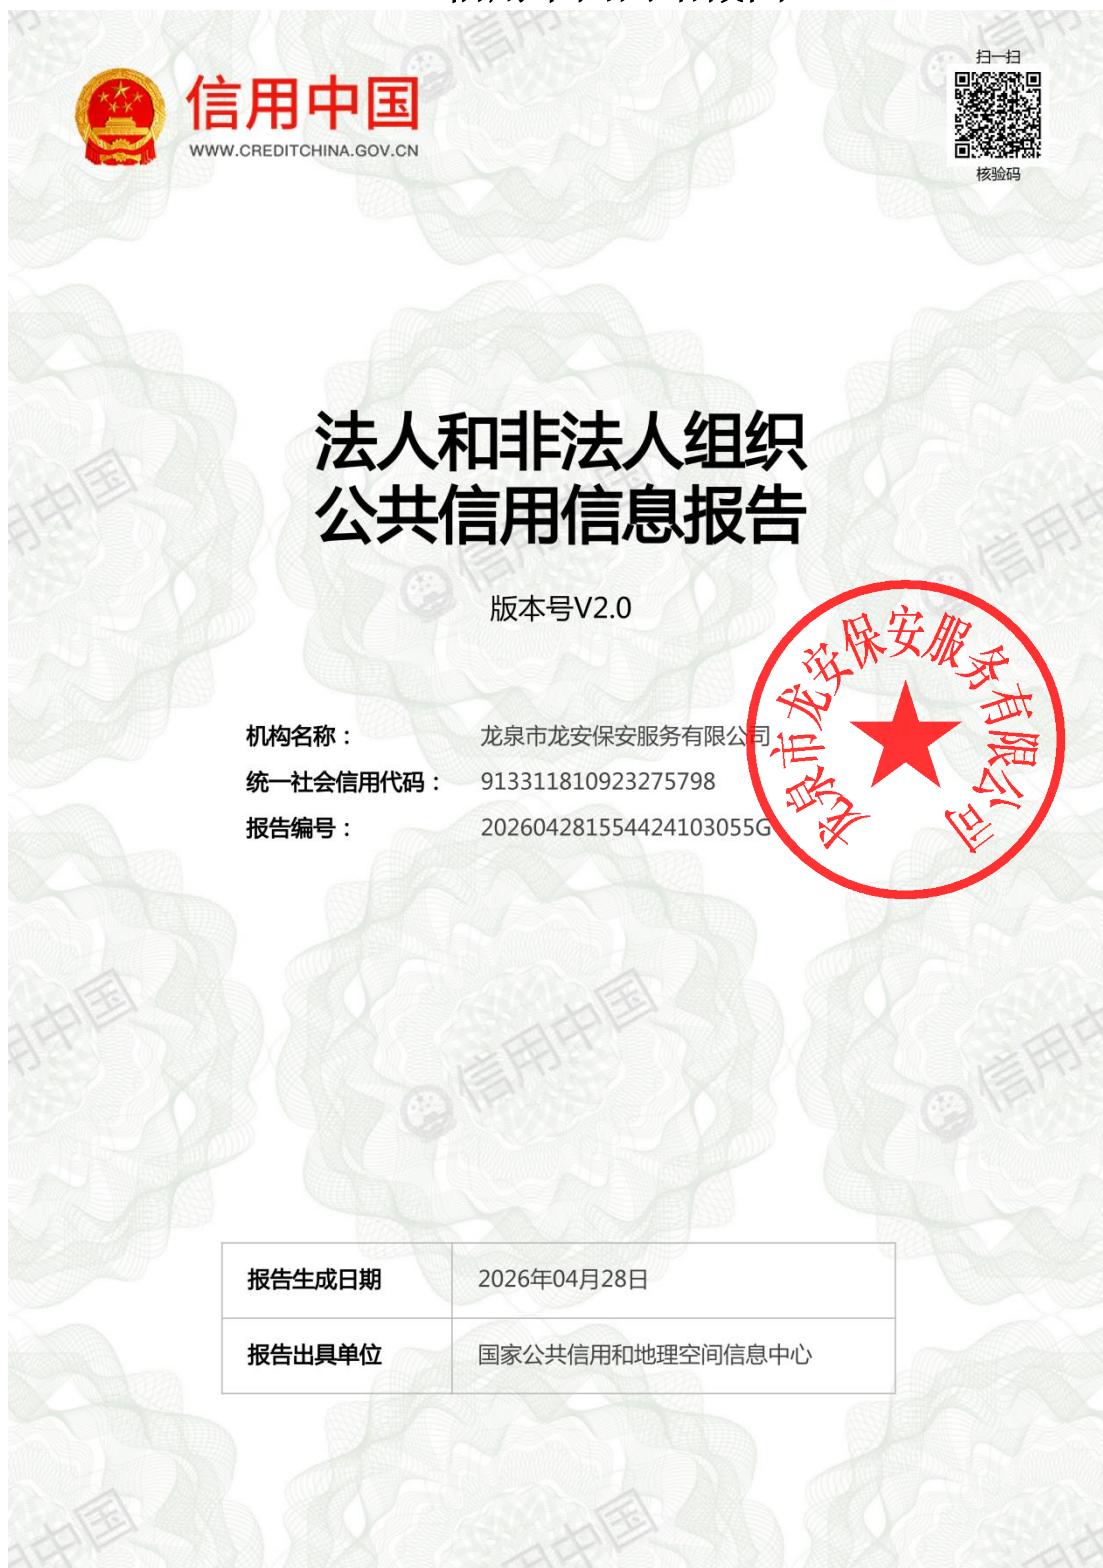 扫一扫
信用中国
WWW.CREDITCHINA.GOV.CN
核验码
法人和非法人组织
公共信用信息报告
版本号V2.0
机构名称： 龙泉市龙安保安服务有限公司
统一社会信用代码： 913311810923275798
报告编号： 202604281554424103055G
龙泉市龙安保安服务有限公司
报告生成日期 2026年04月28日
报告出具单位 国家公共信用和地理空间信息中心
信用中国